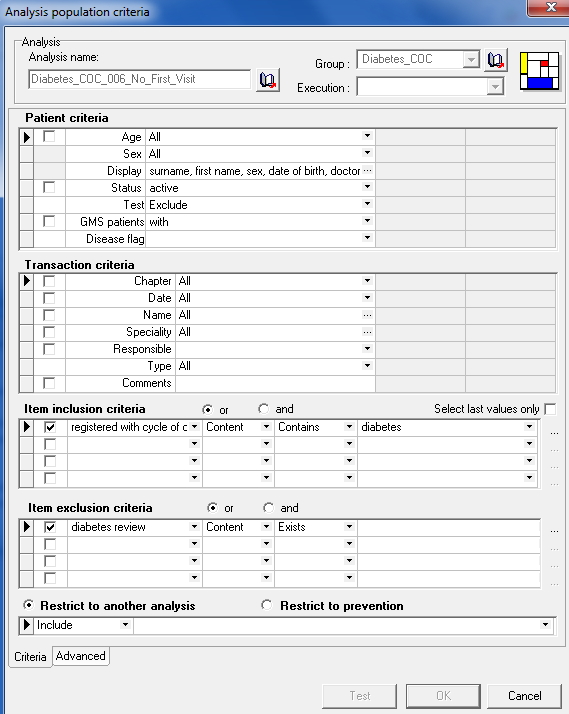 Analysis population criteria
Analysis
Analysis name:
Group :
Diabetes_COC
Diabetes_COC_006_No_First_Visit
Execution :
Patient criteria
Age All
Sex All
Display surname, first name, sex, date of birth, doctor ...
Status active
Test Exclude
GMS patients with
Disease flag
Transaction criteria
Chapter All
Date All
Name All ...
Speciality All ...
Responsible
Type All
Comments
Item inclusion criteria or and Select last values only
registered with cycle of c Content Contains diabetes ...
...
...
...
Item exclusion criteria or and
diabetes review Content Exists ...
...
...
...
Restrict to another analysis Restrict to prevention
Include
Criteria Advanced
Test OK Cancel